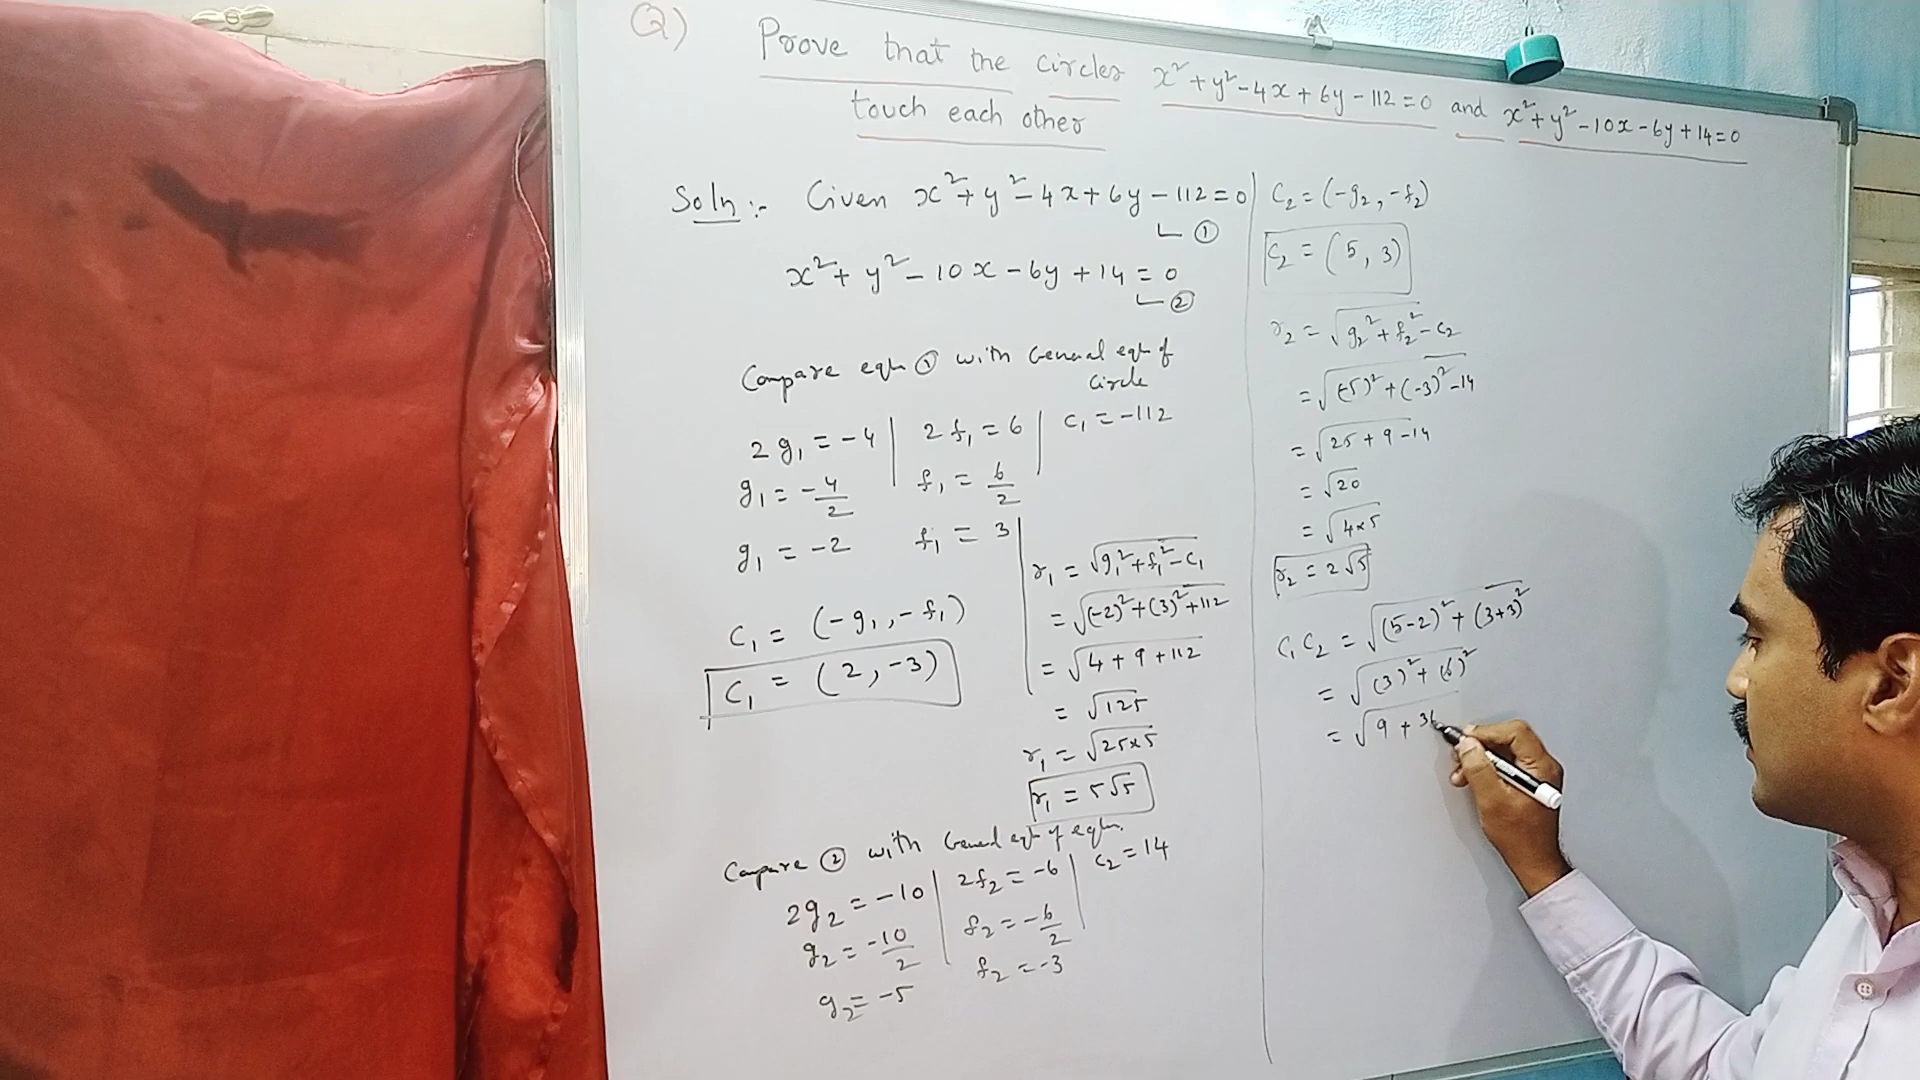 Q) Prove that the circles x²+y²-4x+6y-112=0 and x²+y²-10x-6y+14=0
touch each other
Soln:- Given x²+y²-4x+6y-112=0
①
x²+y²-10x-6y+14=0
②
Compare eqn ① with General eqn of
circle
2g₁=-4 | 2f₁=6 | c₁=-112
g₁=-4/2 f₁=6/2
g₁=-2 f₁=3
C₁=(-g₁,-f₁)
C₁=(2,-3)
r₁=√(g₁²+f₁²-c₁)
=√((-2)²+(3)²+112)
=√(4+9+112)
=√125
r₁=√(25×5)
r₁=5√5
Compare ② with General eqn of eqn.
2g₂=-10 | 2f₂=-6 | c₂=14
g₂=-10/2 f₂=-6/2
g₂=-5 f₂=-3
C₂=(-g₂,-f₂)
C₂=(5,3)
r₂=√(g₂²+f₂²-c₂)
=√((-5)²+(-3)²-14)
=√(25+9-14)
=√20
=√(4×5)
r₂=2√5
C₁C₂=√((5-2)²+(3+3)²)
=√((3)²+(6)²)
=√(9+36